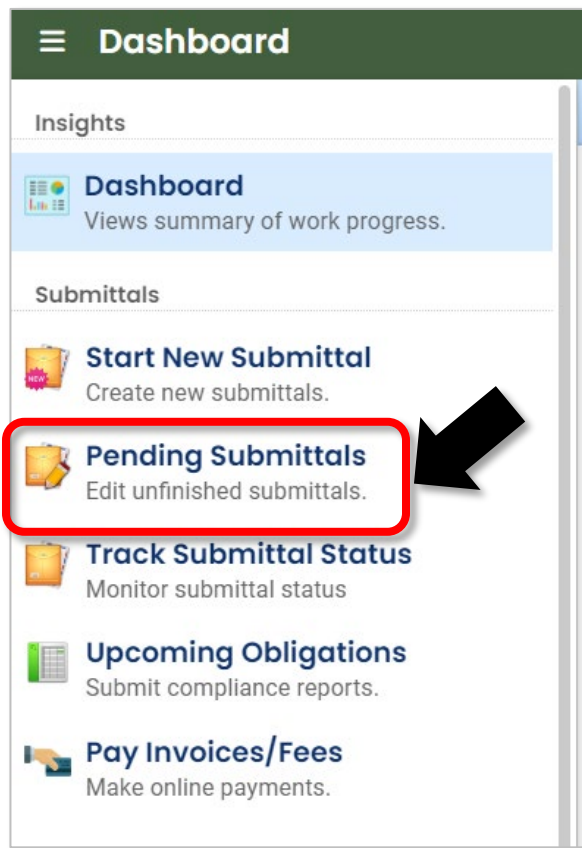 Dashboard
Insights
Dashboard
Views summary of work progress.
Submittals
Start New Submittal
NEW
Create new submittals.
Pending Submittals
Edit unfinished submittals.
Track Submittal Status
Monitor submittal status
Upcoming Obligations
Submit compliance reports.
Pay Invoices/Fees
Make online payments.